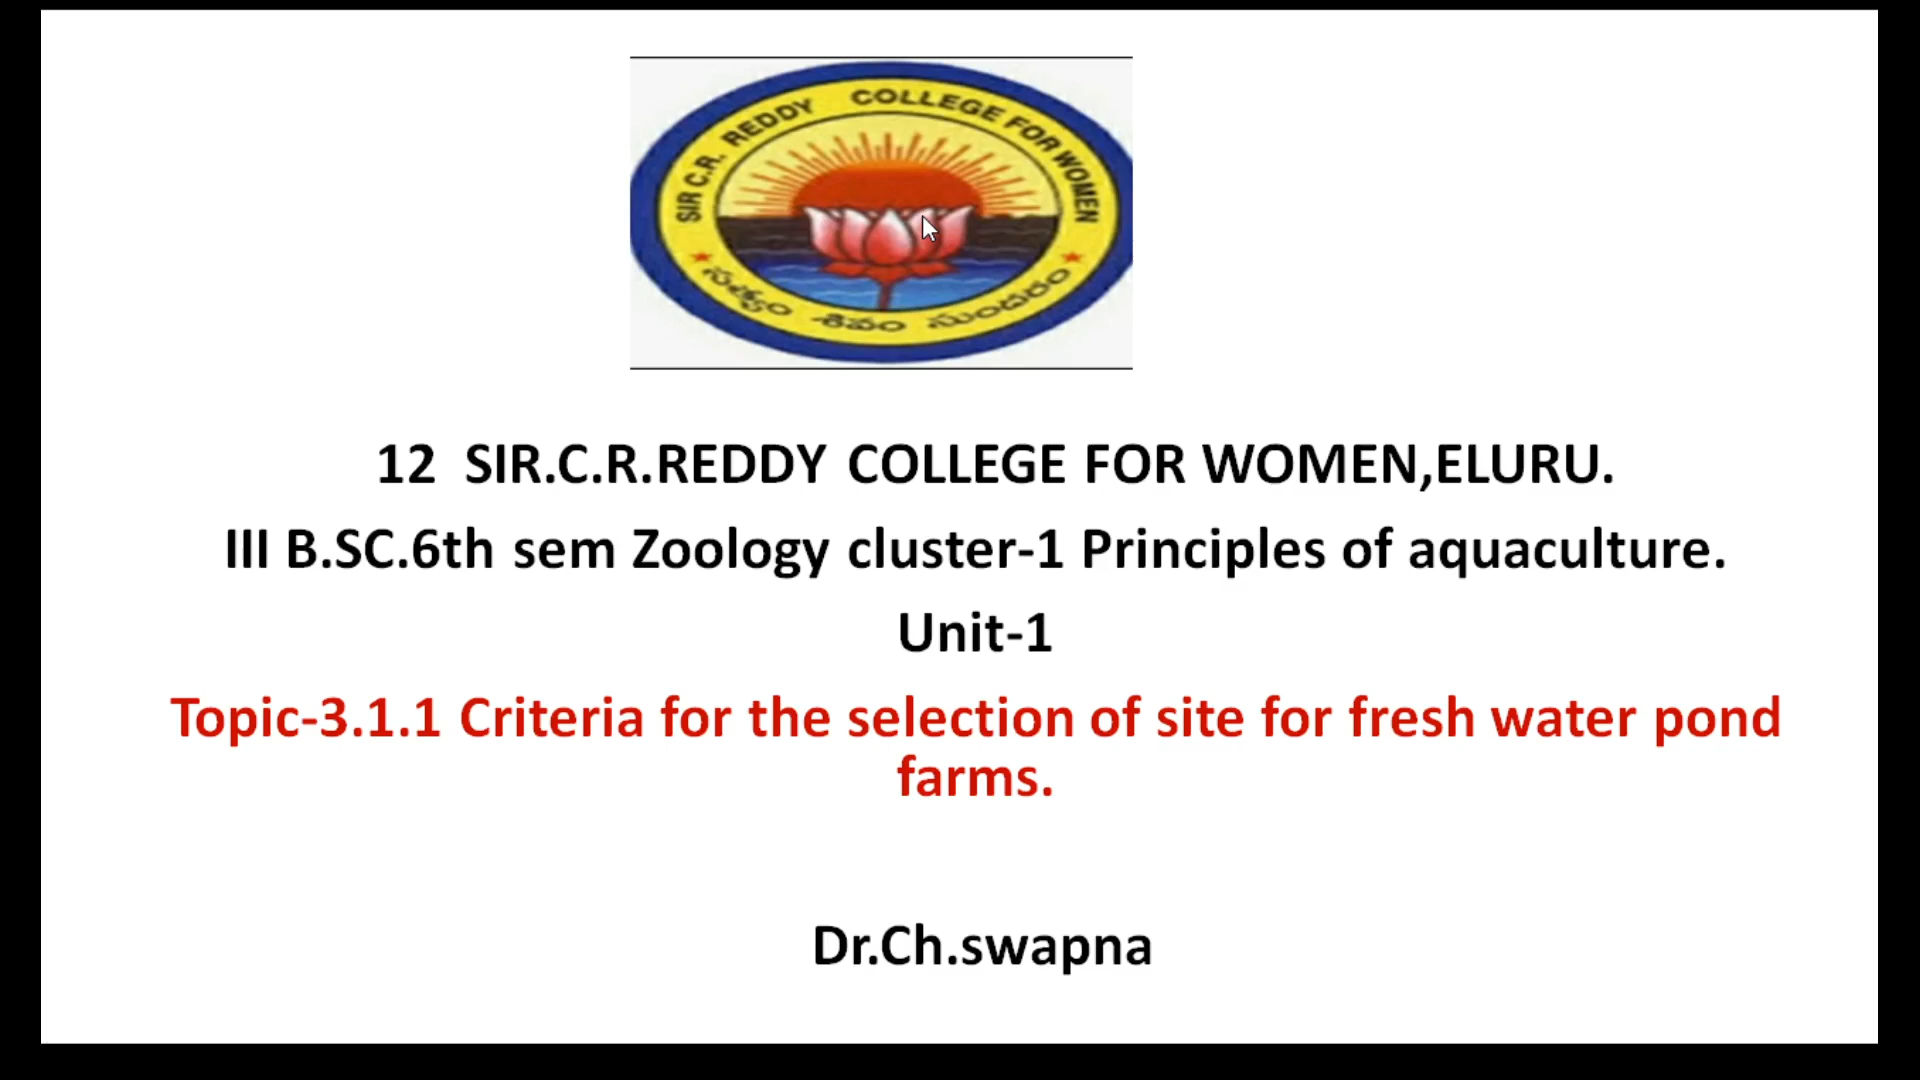 SIR C.R. REDDY COLLEGE FOR WOMEN
సత్యం శివం సుందరం
12 SIR.C.R.REDDY COLLEGE FOR WOMEN,ELURU.
III B.SC.6th sem Zoology cluster-1 Principles of aquaculture.
Unit-1
Topic-3.1.1 Criteria for the selection of site for fresh water pond
farms.
Dr.Ch.swapna